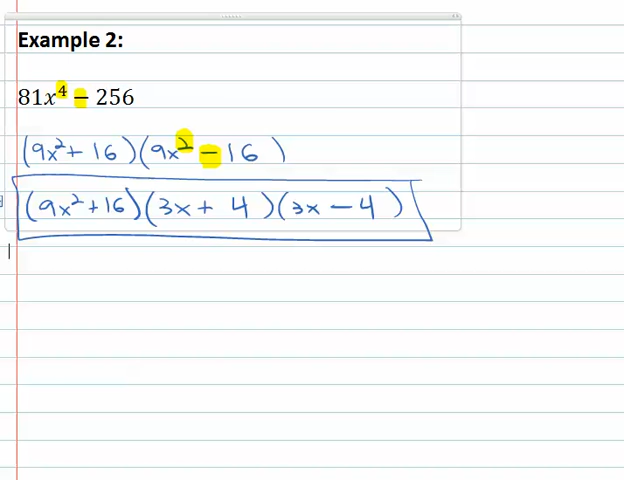 Example 2:
81x⁴ − 256
(9x² + 16)(9x² − 16)
(9x² + 16)(3x + 4)(3x − 4)